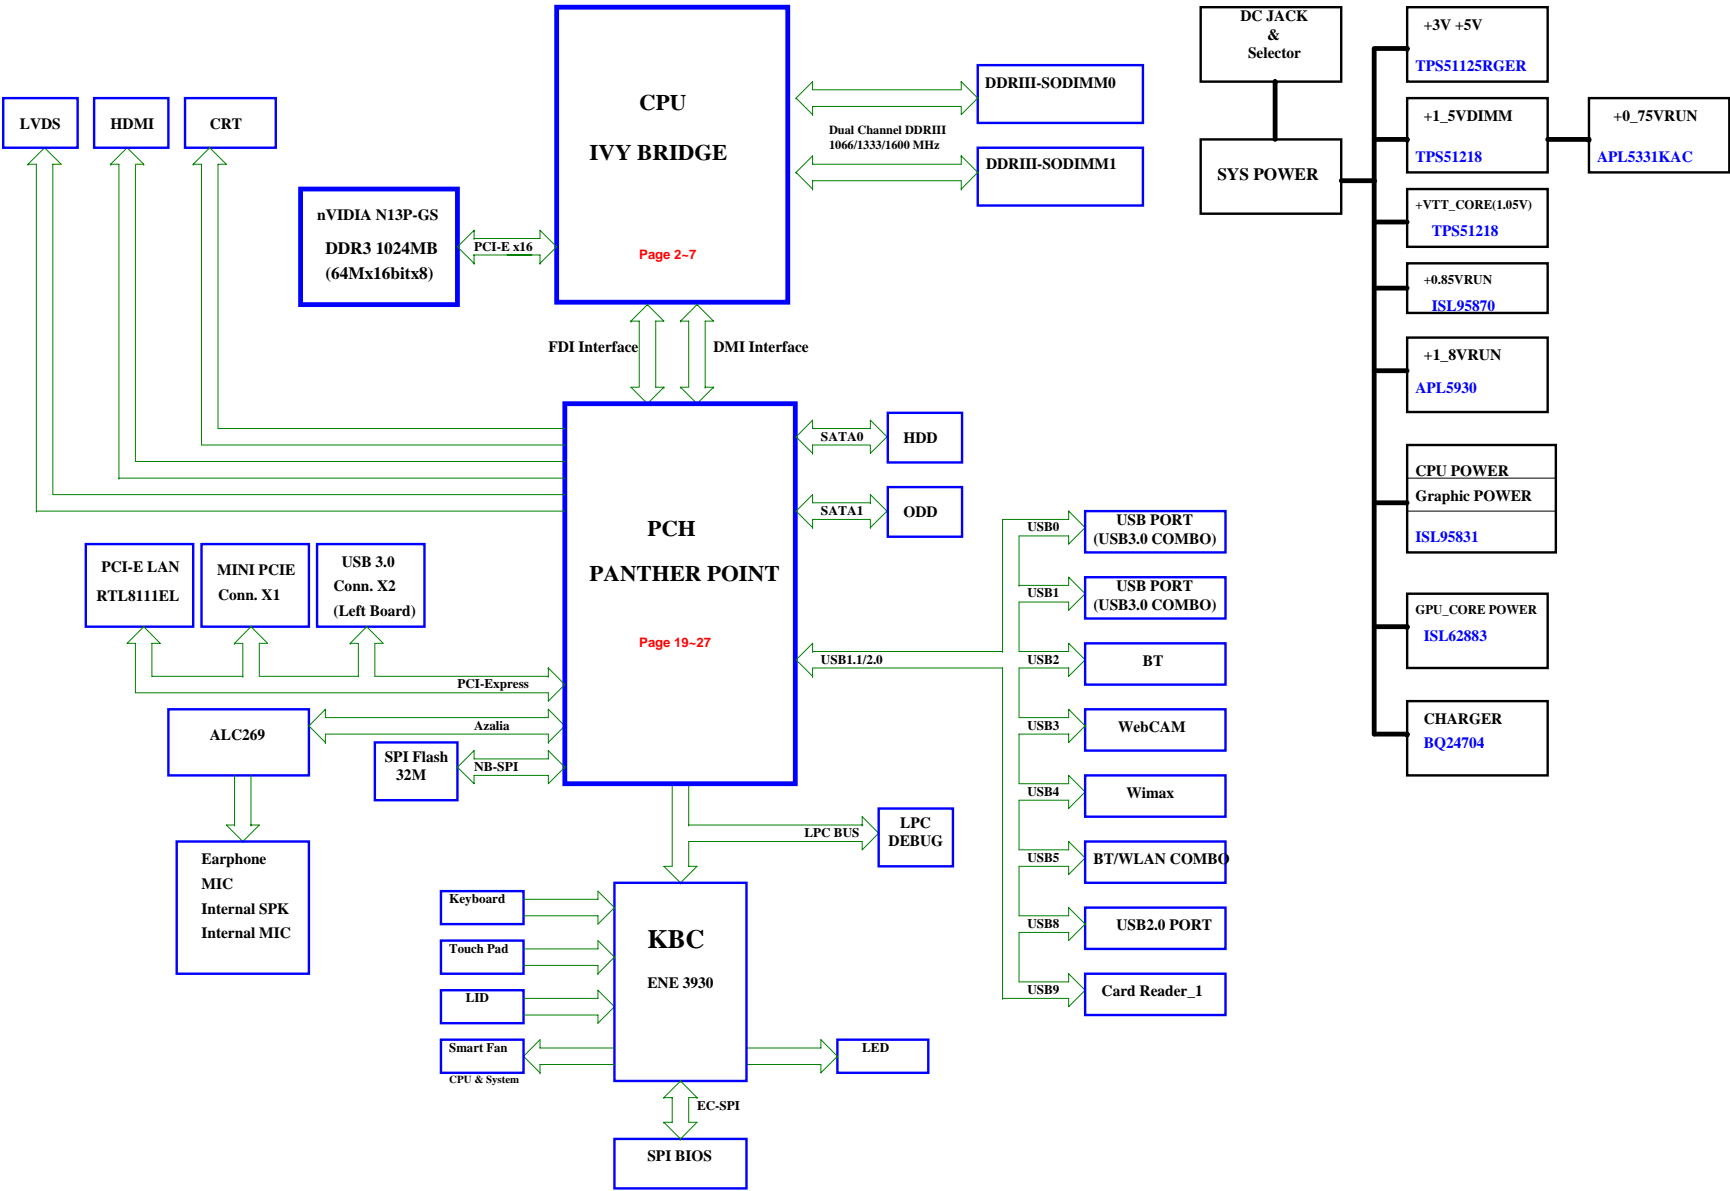 CPU
IVY BRIDGE
Page 2~7
LVDS
HDMI
CRT
nVIDIA N13P-GS
DDR3 1024MB
(64Mx16bitx8)
PCI-E x16
DDRIII-SODIMM0
Dual Channel DDRIII
1066/1333/1600 MHz
DDRIII-SODIMM1
FDI Interface
DMI Interface
PCH
PANTHER POINT
Page 19~27
SATA0
HDD
SATA1
ODD
PCI-E LAN
RTL8111EL
MINI PCIE
Conn. X1
USB 3.0
Conn. X2
(Left Board)
PCI-Express
ALC269
Azalia
SPI Flash
32M
NB-SPI
Earphone
MIC
Internal SPK
Internal MIC
USB1.1/2.0
USB0
USB PORT
(USB3.0 COMBO)
USB1
USB PORT
(USB3.0 COMBO)
USB2
BT
USB3
WebCAM
USB4
Wimax
USB5
BT/WLAN COMBO
USB8
USB2.0 PORT
USB9
Card Reader_1
LPC BUS
LPC
DEBUG
KBC
ENE 3930
Keyboard
Touch Pad
LID
Smart Fan
CPU & System
LED
EC-SPI
SPI BIOS
DC JACK
&
Selector
SYS POWER
+3V +5V
TPS51125RGER
+1_5VDIMM
TPS51218
+0_75VRUN
APL5331KAC
+VTT_CORE(1.05V)
TPS51218
+0.85VRUN
ISL95870
+1_8VRUN
APL5930
CPU POWER
Graphic POWER
ISL95831
GPU_CORE POWER
ISL62883
CHARGER
BQ24704